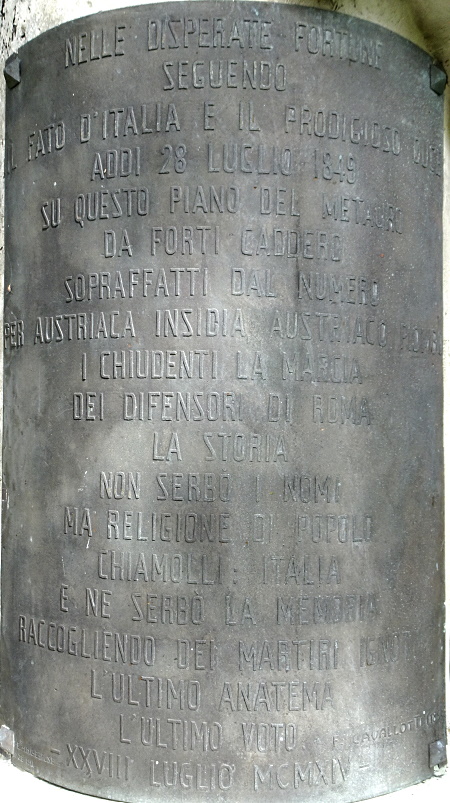 NELLE DISPERATE FORTUNE
SEGUENDO
IL FATO D'ITALIA E IL PRODIGIOSO DUCE
ADDÌ 28 LUGLIO 1849
SU QUESTO PIANO DEL METAURO
DA FORTI CADDERO
SOPRAFFATTI DAL NUMERO
PER AUSTRIACA INSIDIA AUSTRIACO
I CHIUDENTI LA MARCIA
DEI DIFENSORI DI ROMA
LA STORIA
NON SERBÒ I NOMI
MA RELIGIONE DI POPOLO
CHIAMOLLI: ITALIA
E NE SERBÒ LA MEMORIA
RACCOGLIENDO DEI MARTIRI IGNOTI
L'ULTIMO ANATEMA
L'ULTIMO VOTO
F. CAVALLOTTI
- XXVIII LUGLIO MCMXIV -